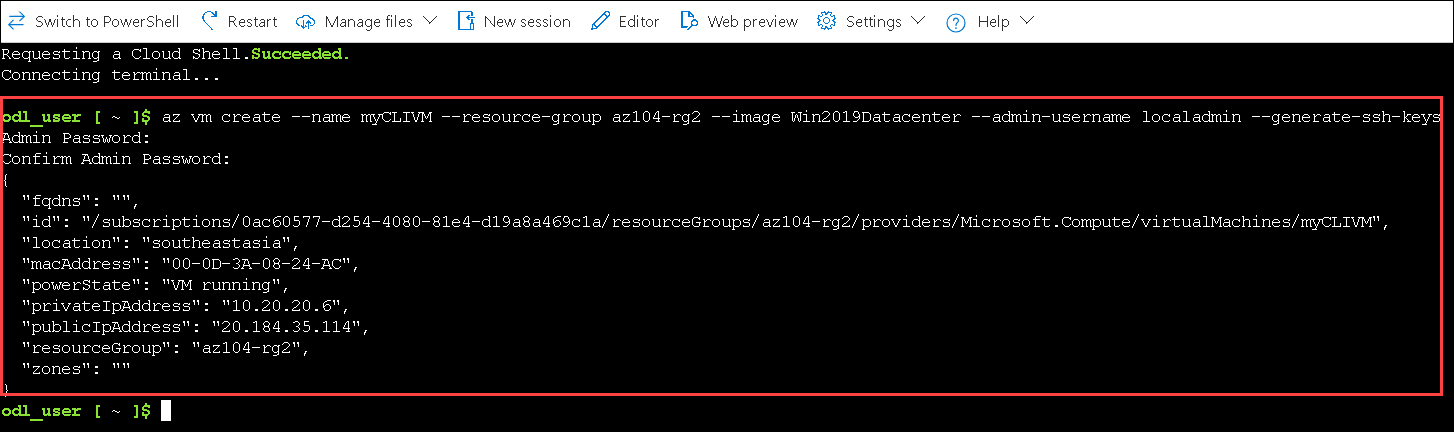 Switch to PowerShell Restart Manage files New session Editor Web preview Settings Help
Requesting a Cloud Shell.Succeeded.
Connecting terminal...
odl_user [ ~ ]$ az vm create --name myCLIVM --resource-group az104-rg2 --image Win2019Datacenter --admin-username localadmin --generate-ssh-keys
Admin Password:
Confirm Admin Password:
{
  "fqdns": "",
  "id": "/subscriptions/0ac60577-d254-4080-81e4-d19a8a469c1a/resourceGroups/az104-rg2/providers/Microsoft.Compute/virtualMachines/myCLIVM",
  "location": "southeastasia",
  "macAddress": "00-0D-3A-08-24-AC",
  "powerState": "VM running",
  "privateIpAddress": "10.20.20.6",
  "publicIpAddress": "20.184.35.114",
  "resourceGroup": "az104-rg2",
  "zones": ""
}
odl_user [ ~ ]$